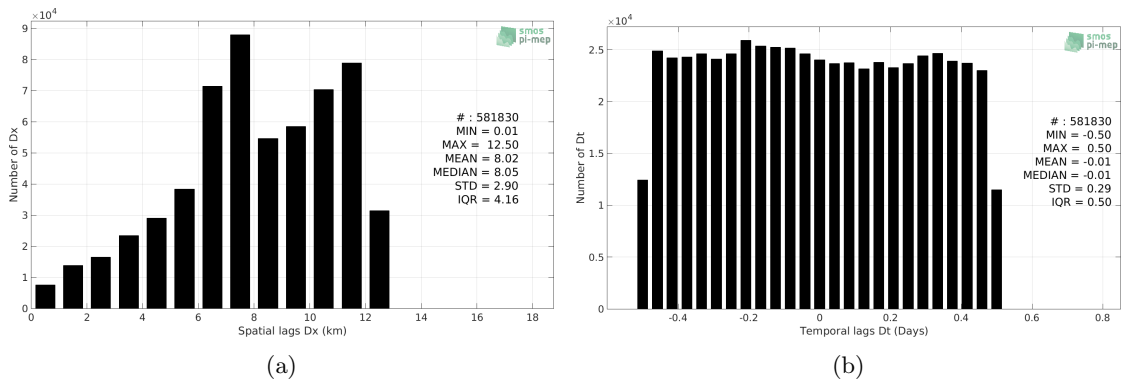 ×10⁴
9
8
7
6
5
4
3
2
1
0
Number of Dx
0 2 4 6 8 10 12 14 16 18
Spatial lags Dx (km)
smos
pi-mep
# : 581830
MIN = 0.01
MAX = 12.50
MEAN = 8.02
MEDIAN = 8.05
STD = 2.90
IQR = 4.16
(a)
×10⁴
2.5
2
1.5
1
0.5
0
Number of Dt
-0.4 -0.2 0 0.2 0.4 0.6 0.8
Temporal lags Dt (Days)
smos
pi-mep
# : 581830
MIN = -0.50
MAX = 0.50
MEAN = -0.01
MEDIAN = -0.01
STD = 0.29
IQR = 0.50
(b)